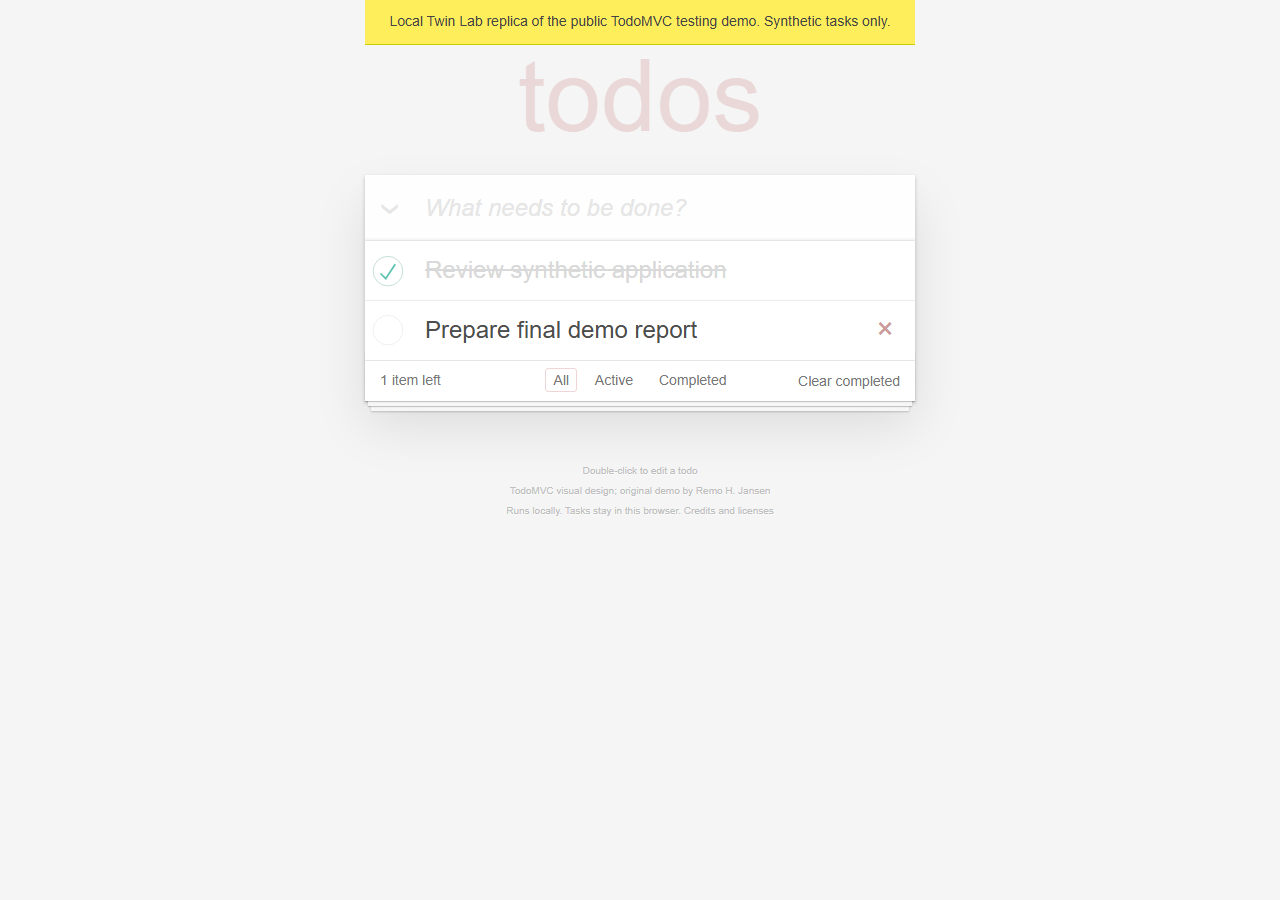 Local Twin Lab replica of the public TodoMVC testing demo. Synthetic tasks only.
todos
What needs to be done?
Review synthetic application
Prepare final demo report
1 item left All Active Completed Clear completed
Double-click to edit a todo
TodoMVC visual design; original demo by Remo H. Jansen
Runs locally. Tasks stay in this browser. Credits and licenses